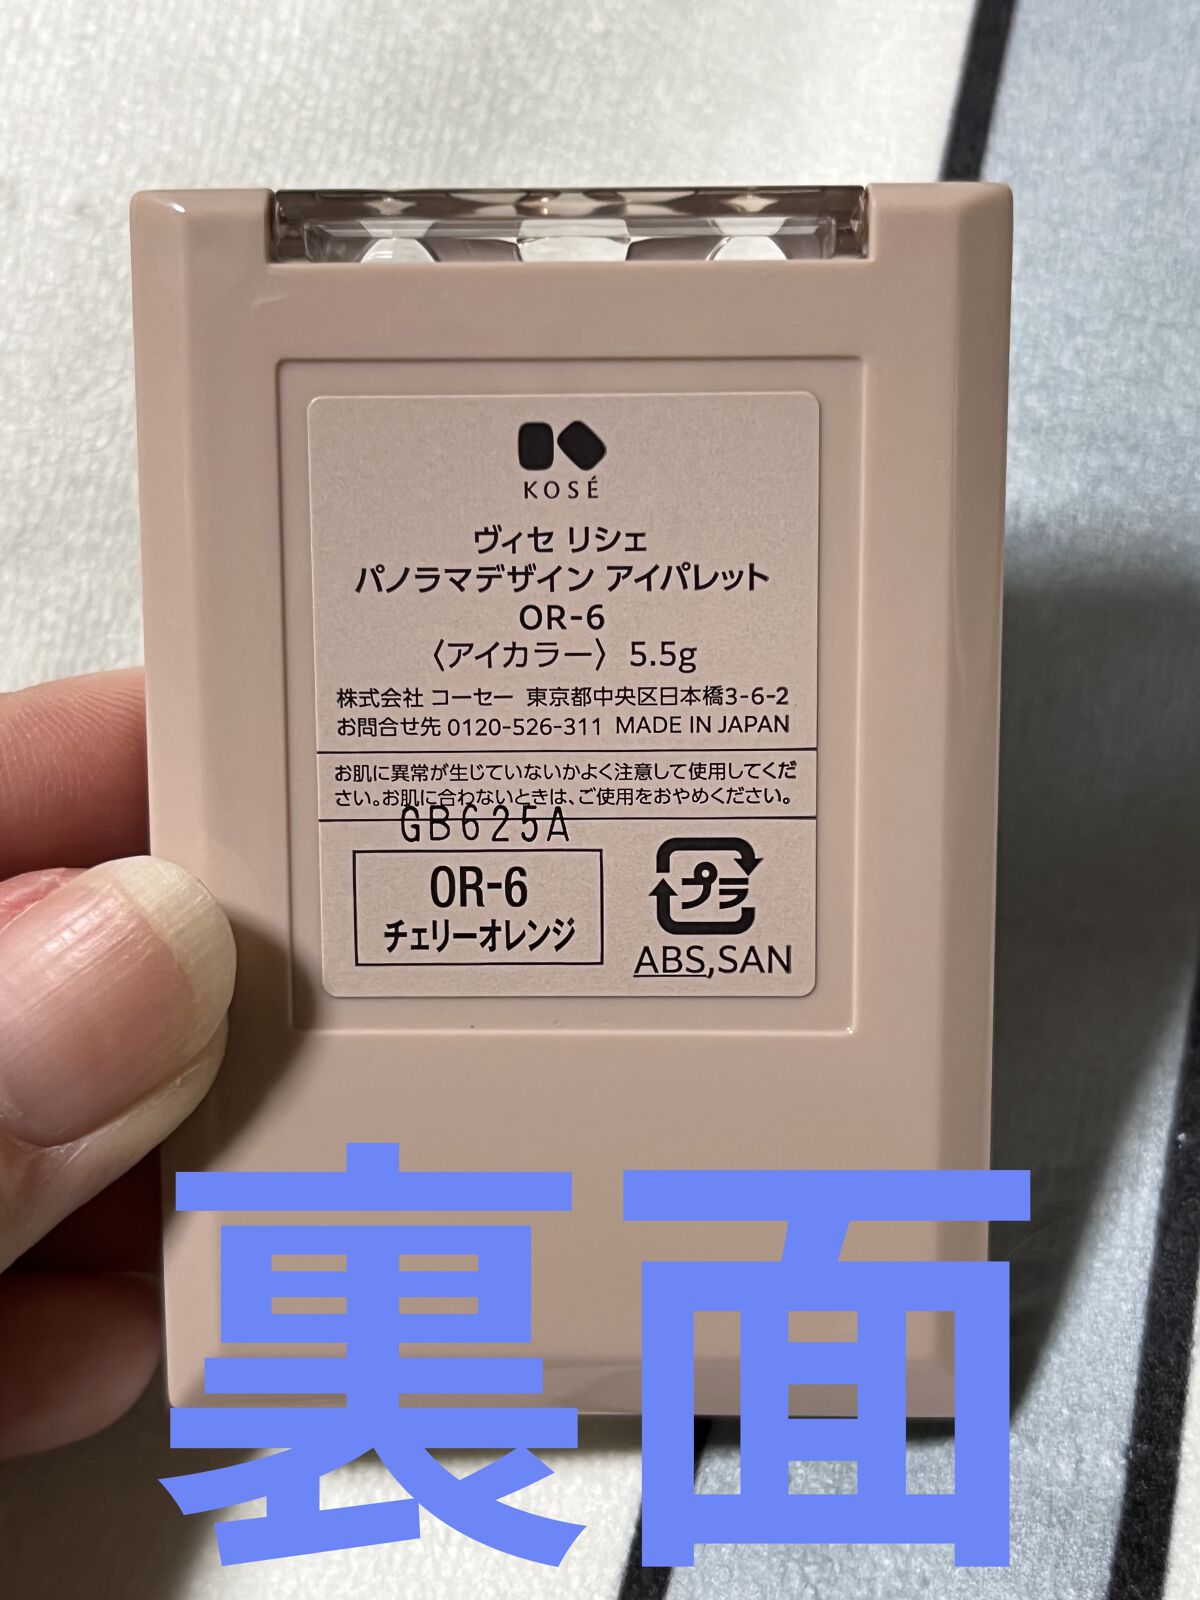 KOSÉ
ヴィセ リシェ
パノラマデザイン アイパレット
OR-6
〈アイカラー〉 5.5g
株式会社 コーセー 東京都中央区日本橋3-6-2
お問合せ先 0120-526-311 MADE IN JAPAN
お肌に異常が生じていないかよく注意して使用してくだ
さい。お肌に合わないときは、ご使用をおやめください。
GB625A
OR-6
チェリーオレンジ
プラ
ABS,SAN
裏面